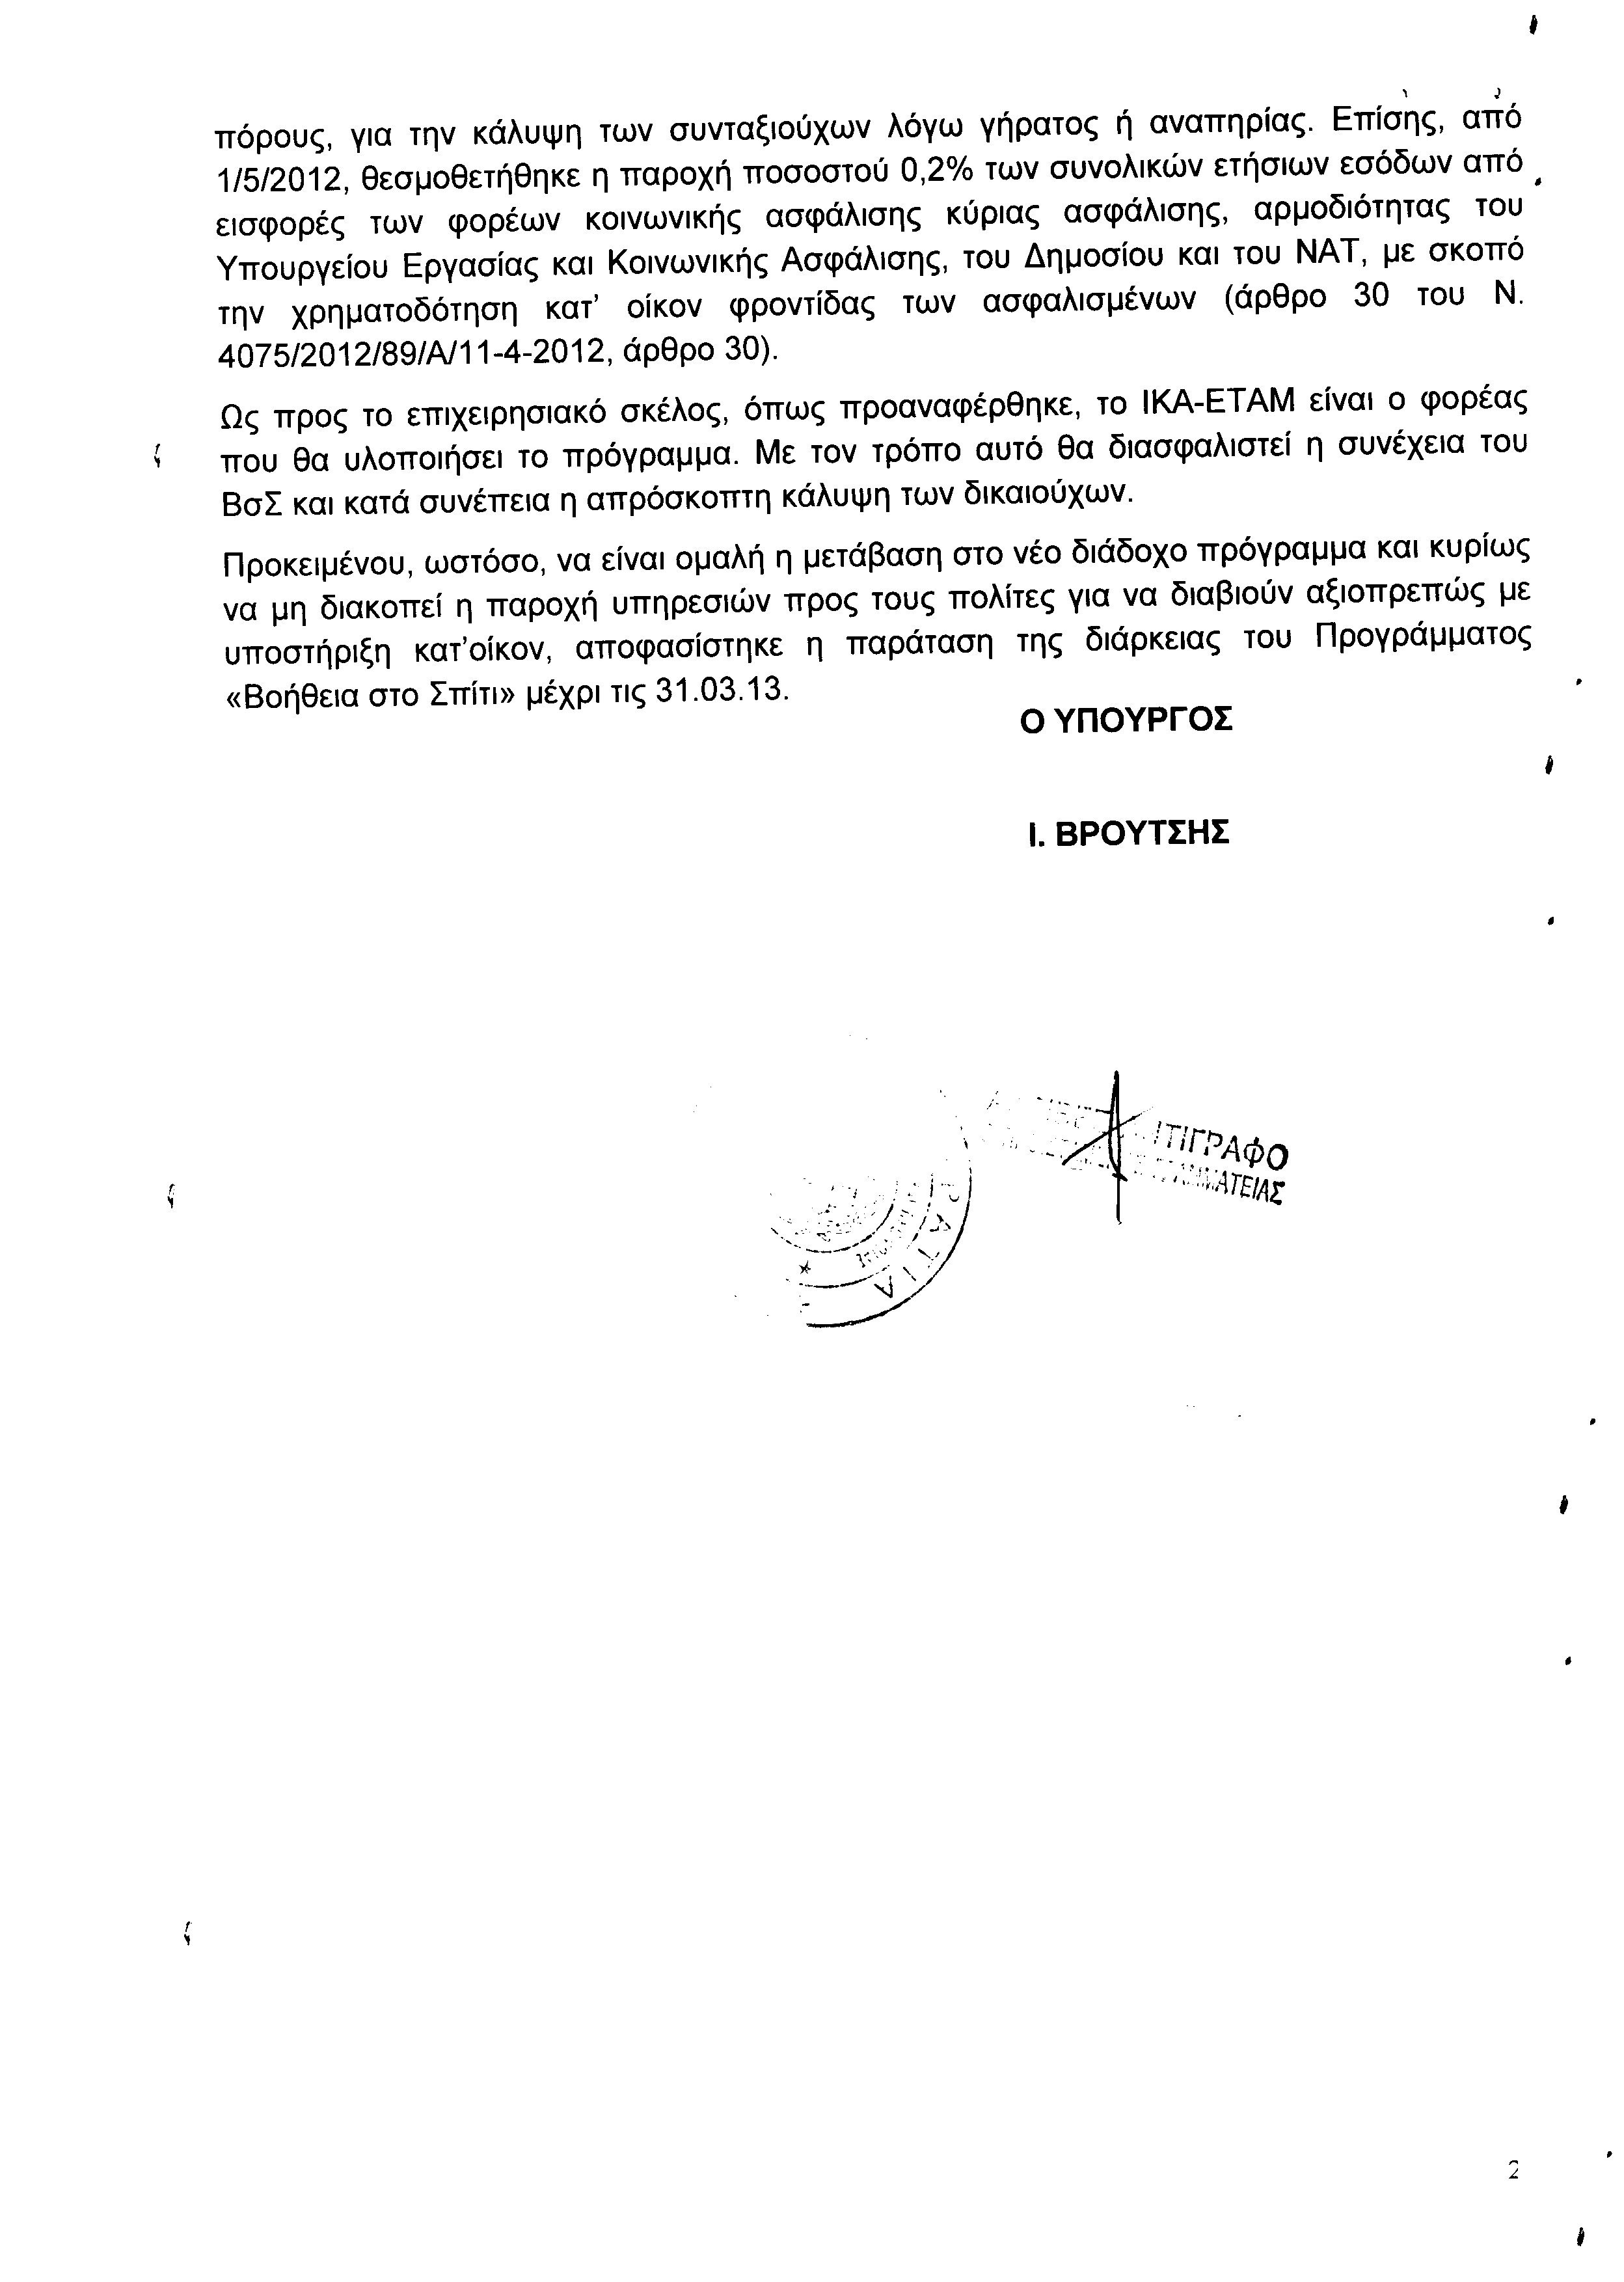 πόρους, για την κάλυψη των συνταξιούχων λόγω γήρατος ή αναπηρίας. Επίσης, από
1/5/2012, θεσμοθετήθηκε η παροχή ποσοστού 0,2% των συνολικών ετήσιων εσόδων από
εισφορές των φορέων κοινωνικής ασφάλισης κύριας ασφάλισης, αρμοδιότητας του
Υπουργείου Εργασίας και Κοινωνικής Ασφάλισης, του Δημοσίου και του ΝΑΤ, με σκοπό
την χρηματοδότηση κατ’ οίκον φροντίδας των ασφαλισμένων (άρθρο 30 του Ν.
4075/2012/89/Α/11-4-2012, άρθρο 30).
Ως προς το επιχειρησιακό σκέλος, όπως προαναφέρθηκε, το ΙΚΑ-ΕΤΑΜ είναι ο φορέας
που θα υλοποιήσει το πρόγραμμα. Με τον τρόπο αυτό θα διασφαλιστεί η συνέχεια του
ΒσΣ και κατά συνέπεια η απρόσκοπτη κάλυψη των δικαιούχων.
Προκειμένου, ωστόσο, να είναι ομαλή η μετάβαση στο νέο διάδοχο πρόγραμμα και κυρίως
να μη διακοπεί η παροχή υπηρεσιών προς τους πολίτες για να διαβιούν αξιοπρεπώς με
υποστήριξη κατ’οίκον, αποφασίστηκε η παράταση της διάρκειας του Προγράμματος
«Βοήθεια στο Σπίτι» μέχρι τις 31.03.13.
Ο ΥΠΟΥΡΓΟΣ
Ι. ΒΡΟΥΤΣΗΣ
2